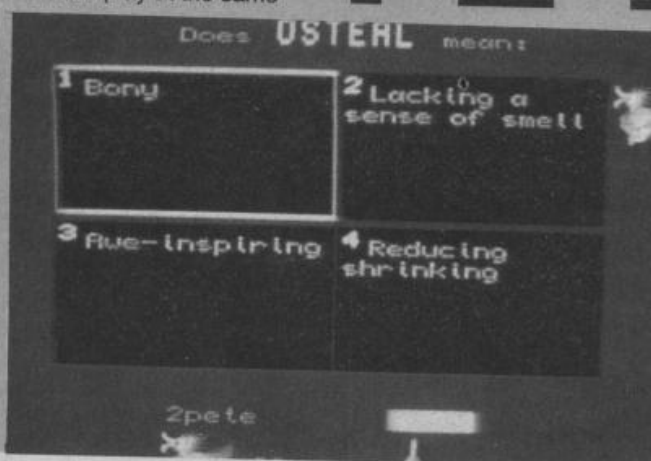 Does OSTEAL mean:
1 Bony
2 Lacking a
sense of smell
3 Awe-inspiring
4 Reducing
shrinking
2pete